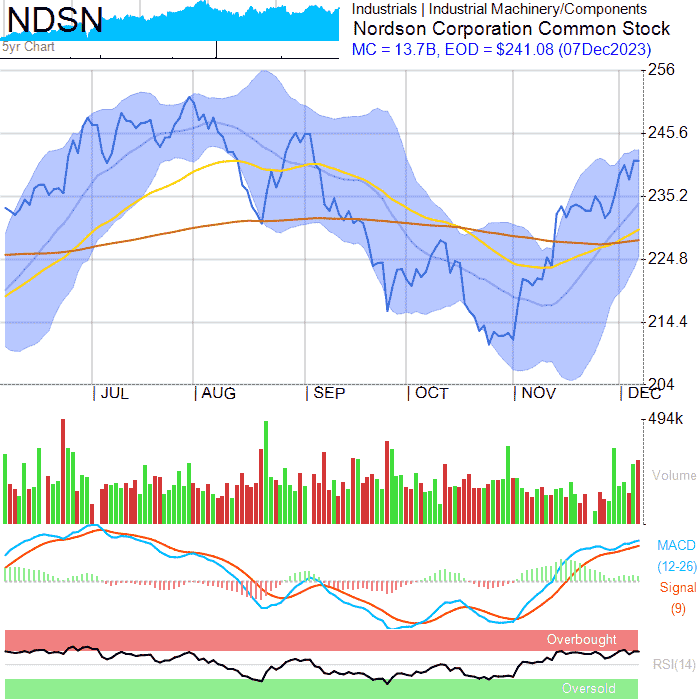 NDSN
5yr Chart
Industrials | Industrial Machinery/Components
Nordson Corporation Common Stock
MC = 13.7B, EOD = $241.08 (07Dec2023)
256
245.6
235.2
224.8
214.4
204
JUL AUG SEP OCT NOV DEC
494k
Volume
MACD
(12-26)
Signal
(9)
Overbought
RSI(14)
Oversold